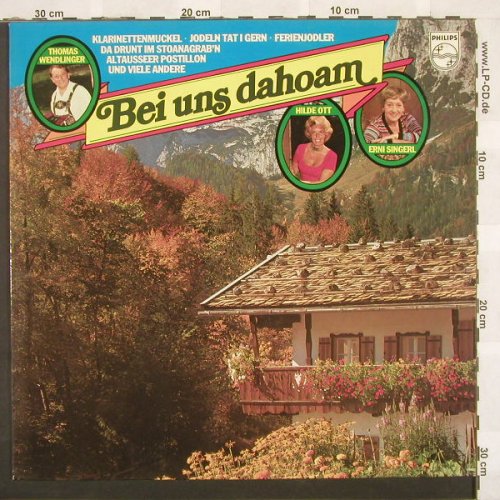 30 cm
20 cm
10 cm
THOMAS
WENDLINGER
KLARINETTENMUCKEL · JODELN TAT I GERN · FERIENJODLER
DA DRUNT IM STOANAGRAB'N
ALTAUSSEER POSTILLON
UND VIELE ANDERE
PHILIPS
Bei uns dahoam
HILDE OTT
ERNI SINGERL
www.LP-CD.de
10 cm
20 cm
30 cm